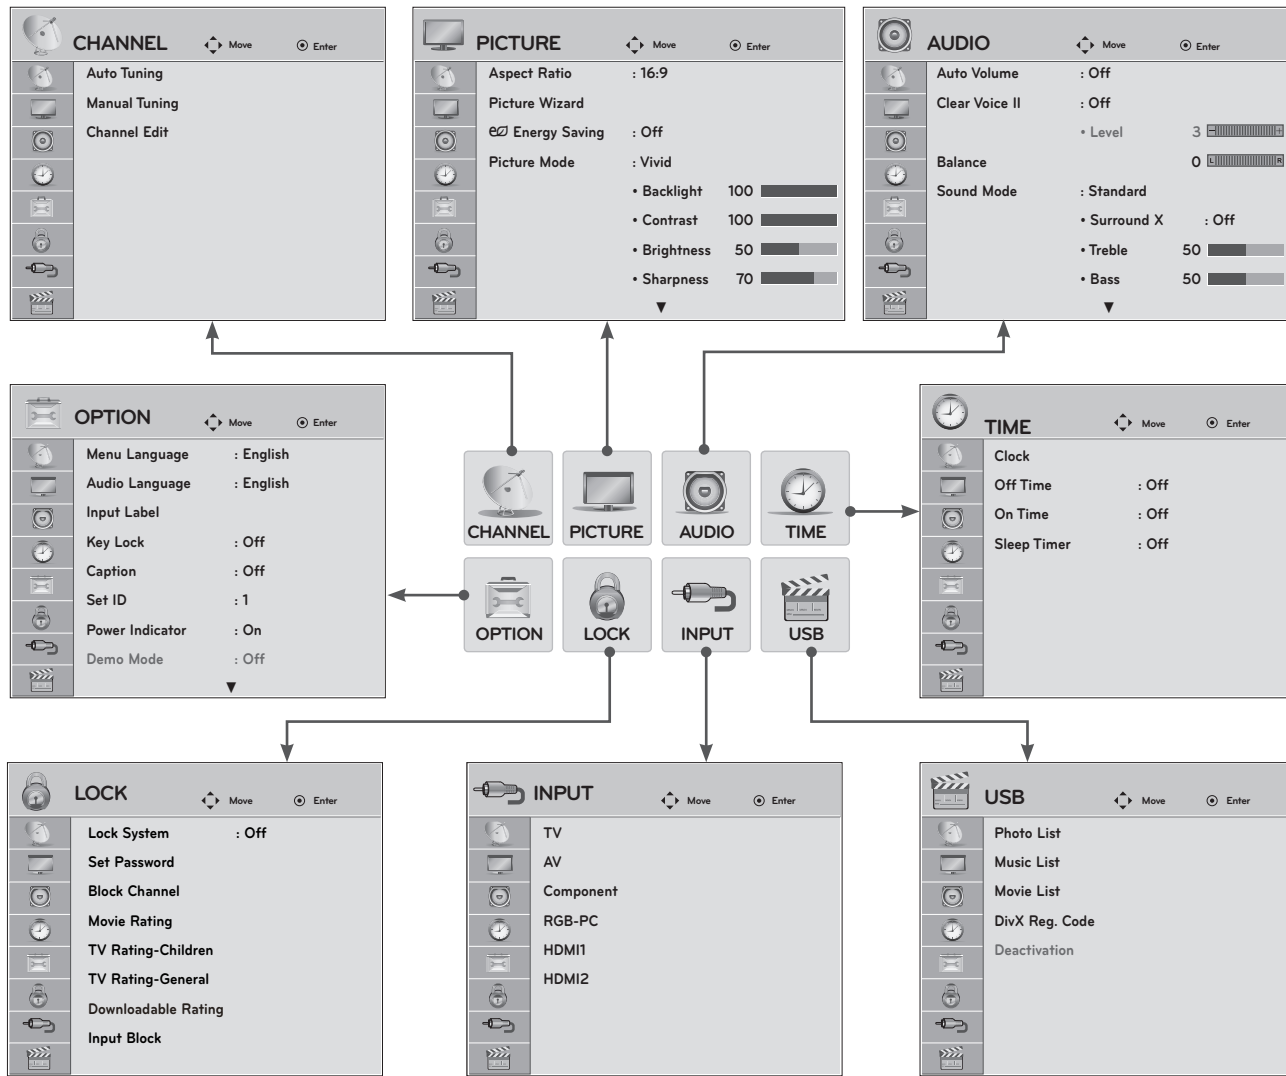 CHANNEL Move Enter
Auto Tuning
Manual Tuning
Channel Edit
PICTURE Move Enter
Aspect Ratio : 16:9
Picture Wizard
Energy Saving : Off
Picture Mode : Vivid
• Backlight 100
• Contrast 100
• Brightness 50
• Sharpness 70
▼
AUDIO Move Enter
Auto Volume : Off
Clear Voice II : Off
• Level 3 - +
Balance 0 L R
Sound Mode : Standard
• Surround X : Off
• Treble 50
• Bass 50
▼
OPTION Move Enter
Menu Language : English
Audio Language : English
Input Label
Key Lock : Off
Caption : Off
Set ID : 1
Power Indicator : On
Demo Mode : Off
▼
CHANNEL
PICTURE
AUDIO
TIME
OPTION
LOCK
INPUT
USB
TIME Move Enter
Clock
Off Time : Off
On Time : Off
Sleep Timer : Off
LOCK Move Enter
Lock System : Off
Set Password
Block Channel
Movie Rating
TV Rating-Children
TV Rating-General
Downloadable Rating
Input Block
INPUT Move Enter
TV
AV
Component
RGB-PC
HDMI1
HDMI2
USB Move Enter
Photo List
Music List
Movie List
DivX Reg. Code
Deactivation